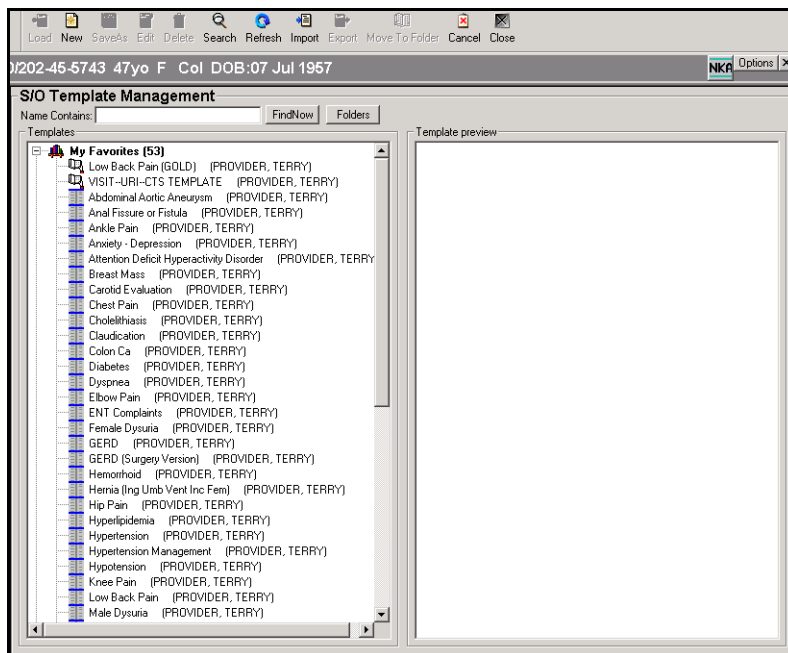 Load New SaveAs Edit Delete Search Refresh Import Export Move To Folder Cancel Close
0/202-45-5743 47yo F Col DOB:07 Jul 1957 NKA Options X
S/O Template Management
Name Contains: FindNow Folders
Templates Template preview
My Favorites (53)
Low Back Pain (GOLD) (PROVIDER, TERRY)
VISIT--URI--CTS TEMPLATE (PROVIDER, TERRY)
Abdominal Aortic Aneurysm (PROVIDER, TERRY)
Anal Fissure or Fistula (PROVIDER, TERRY)
Ankle Pain (PROVIDER, TERRY)
Anxiety - Depression (PROVIDER, TERRY)
Attention Deficit Hyperactivity Disorder (PROVIDER, TERRY
Breast Mass (PROVIDER, TERRY)
Carotid Evaluation (PROVIDER, TERRY)
Chest Pain (PROVIDER, TERRY)
Cholelithiasis (PROVIDER, TERRY)
Claudication (PROVIDER, TERRY)
Colon Ca (PROVIDER, TERRY)
Diabetes (PROVIDER, TERRY)
Dyspnea (PROVIDER, TERRY)
Elbow Pain (PROVIDER, TERRY)
ENT Complaints (PROVIDER, TERRY)
Female Dysuria (PROVIDER, TERRY)
GERD (PROVIDER, TERRY)
GERD (Surgery Version) (PROVIDER, TERRY)
Hemorrhoid (PROVIDER, TERRY)
Hernia (Ing Umb Vent Inc Fem) (PROVIDER, TERRY)
Hip Pain (PROVIDER, TERRY)
Hyperlipidemia (PROVIDER, TERRY)
Hypertension (PROVIDER, TERRY)
Hypertension Management (PROVIDER, TERRY)
Hypotension (PROVIDER, TERRY)
Knee Pain (PROVIDER, TERRY)
Low Back Pain (PROVIDER, TERRY)
Male Dysuria (PROVIDER, TERRY)